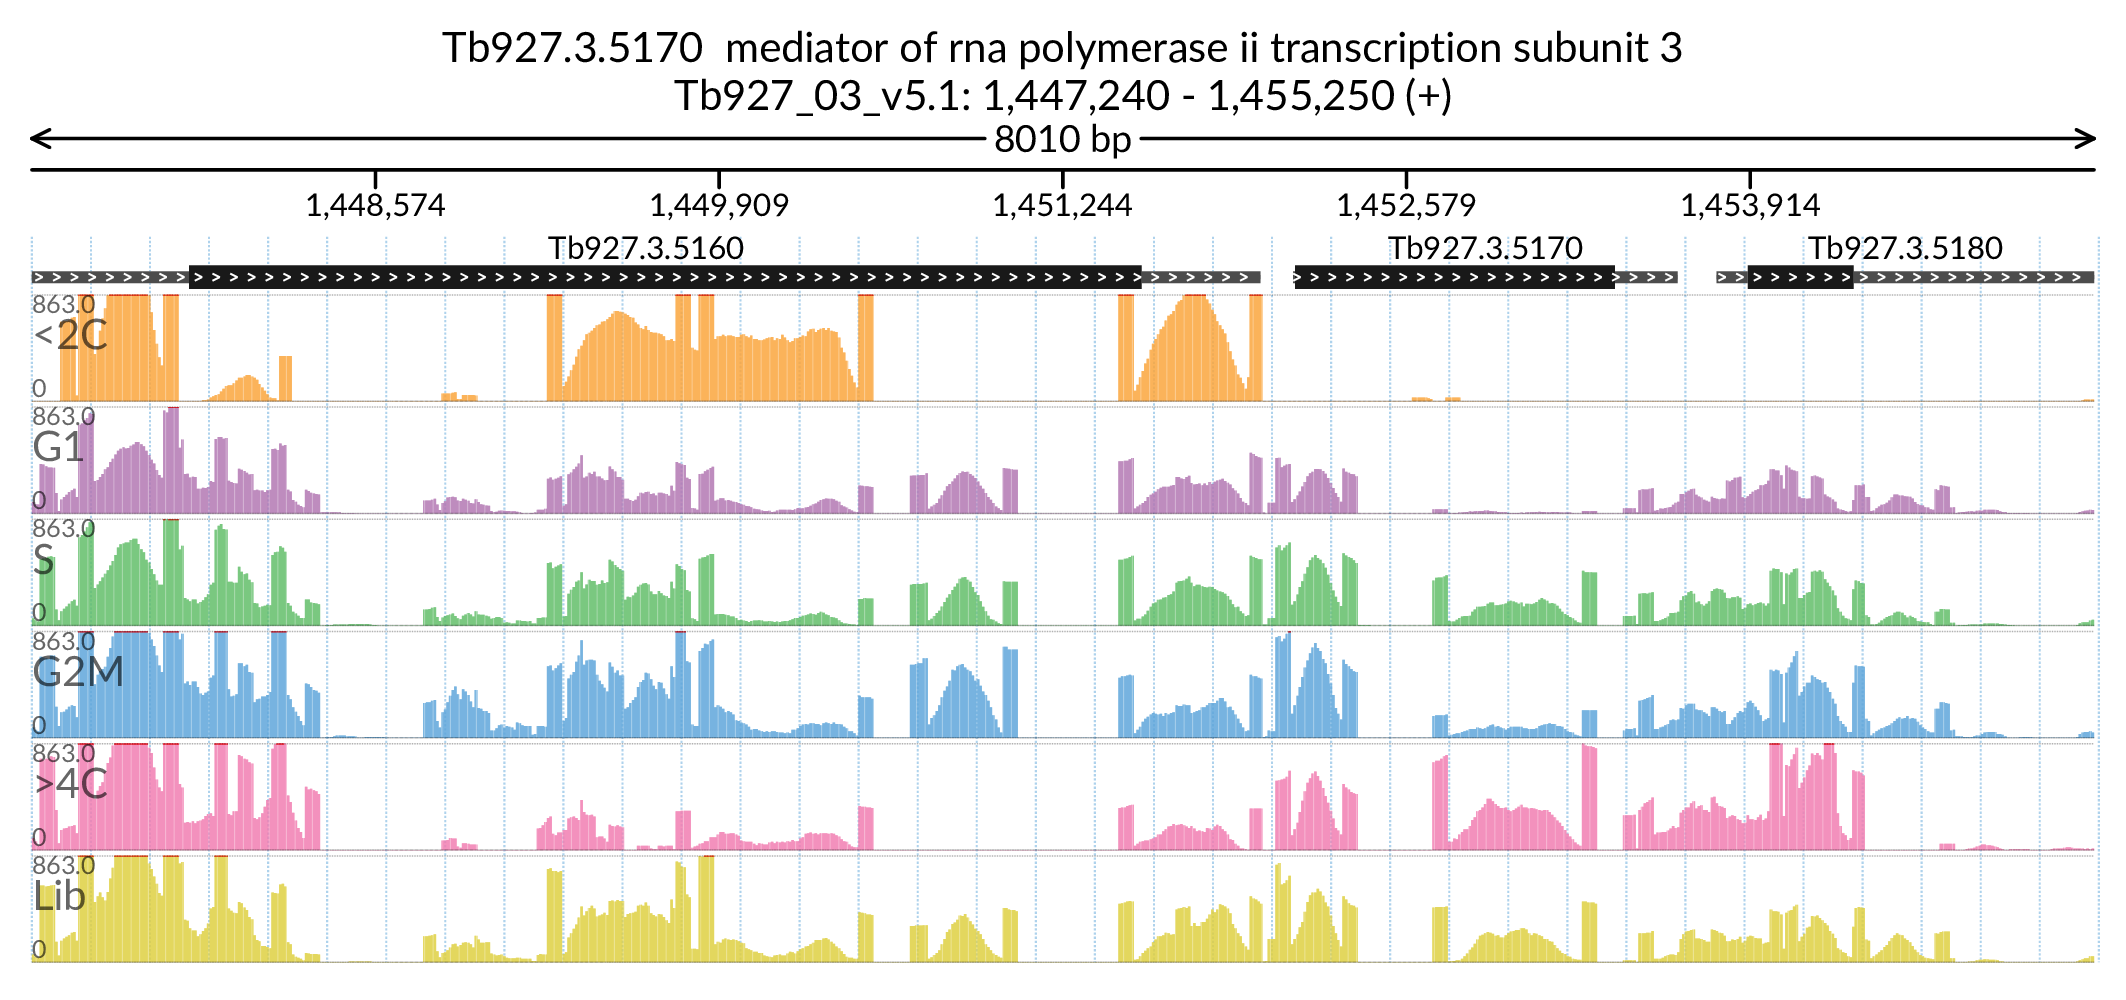 Tb927.3.5170  mediator of rna polymerase ii transcription subunit 3
Tb927_03_v5.1: 1,447,240 - 1,455,250 (+)
8010 bp
1,448,574 1,449,909 1,451,244 1,452,579 1,453,914
Tb927.3.5160 Tb927.3.5170 Tb927.3.5180
863.0
<2C
0
863.0
G1
0
863.0
S
0
863.0
G2M
0
863.0
>4C
0
863.0
Lib
0